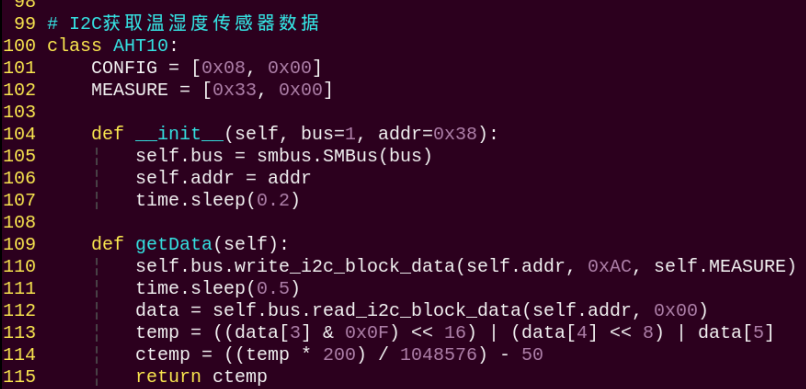 98
99 # I2C获取温湿度传感器数据
100 class AHT10:
101     CONFIG = [0x08, 0x00]
102     MEASURE = [0x33, 0x00]
103
104     def __init__(self, bus=1, addr=0x38):
105         self.bus = smbus.SMBus(bus)
106         self.addr = addr
107         time.sleep(0.2)
108
109     def getData(self):
110         self.bus.write_i2c_block_data(self.addr, 0xAC, self.MEASURE)
111         time.sleep(0.5)
112         data = self.bus.read_i2c_block_data(self.addr, 0x00)
113         temp = ((data[3] & 0x0F) << 16) | (data[4] << 8) | data[5]
114         ctemp = ((temp * 200) / 1048576) - 50
115         return ctemp